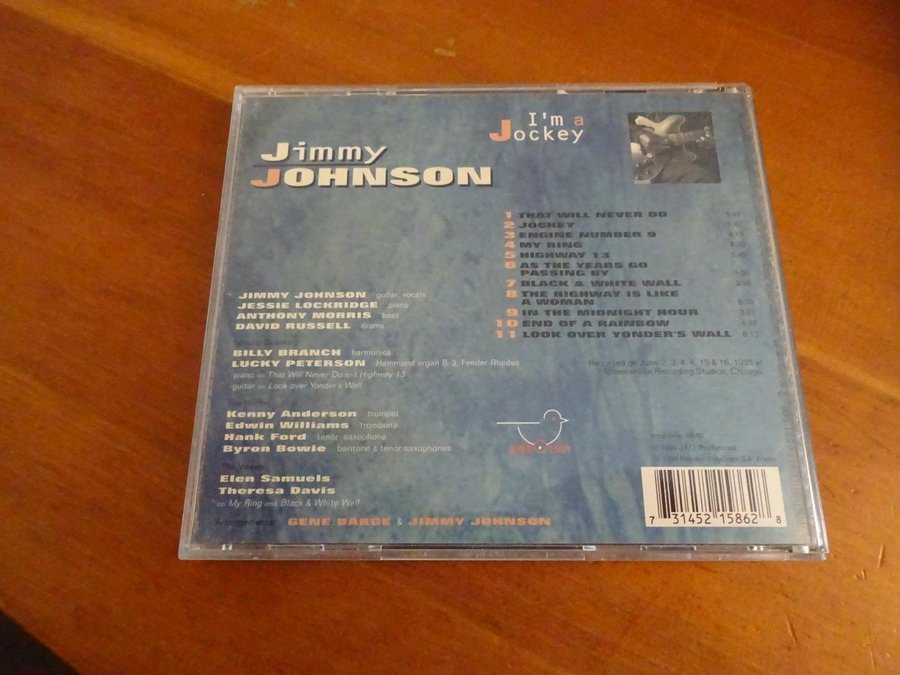 I'm a
Jockey
Jimmy
JOHNSON
1 THAT WILL NEVER DO
2 JOCKEY
3 ENGINE NUMBER 9
4 MY RING
5 HIGHWAY 13
6 AS THE YEARS GO
PASSING BY
7 BLACK & WHITE WALL
8 THE HIGHWAY IS LIKE
A WOMAN
9 IN THE MIDNIGHT HOUR
10 END OF A RAINBOW
11 LOOK OVER YONDER'S WALL
JIMMY JOHNSON guitar, vocals
JESSIE LOCKRIDGE piano
ANTHONY MORRIS bass
DAVID RUSSELL drums
Special Guests
BILLY BRANCH harmonica
LUCKY PETERSON Hammond organ B-3, Fender-Rhodes
piano on That Will Never Do and Highway 13
guitar on Look over Yonder's Wall
Kenny Anderson trumpet
Edwin Williams trombone
Hank Ford tenor saxophone
Byron Bowie baritone & tenor saxophones
Elen Samuels
Theresa Davis
on My Ring and Black & White Wall
Arrangements GENE BARGE & JIMMY JOHNSON
Recorded on June 2, 3, 4, 8, 15 & 16, 1993 at
Streeterville Recording Studios, Chicago
7 31452 15862 8